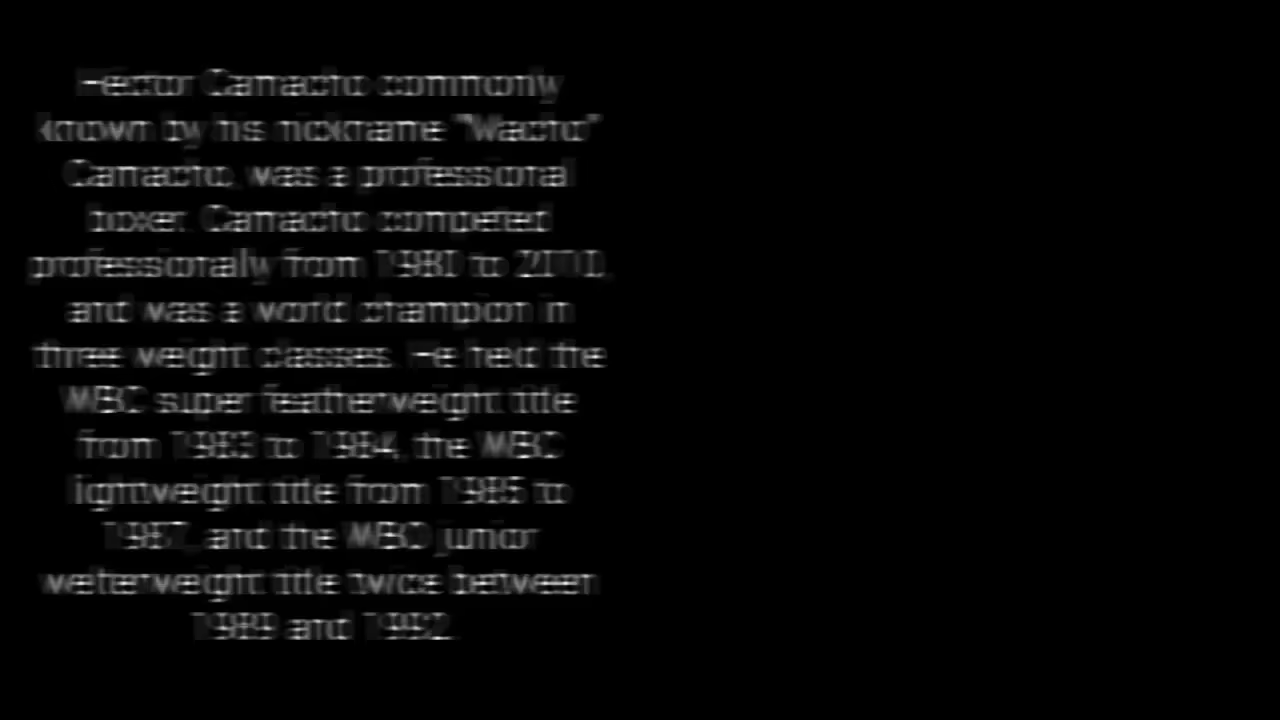 Héctor Camacho commonly
known by his nickname "Macho"
Camacho, was a professional
boxer. Camacho competed
professionally from 1980 to 2010,
and was a world champion in
three weight classes. He held the
WBC super featherweight title
from 1983 to 1984, the WBC
lightweight title from 1985 to
1987, and the WBO junior
welterweight title twice between
1989 and 1992.